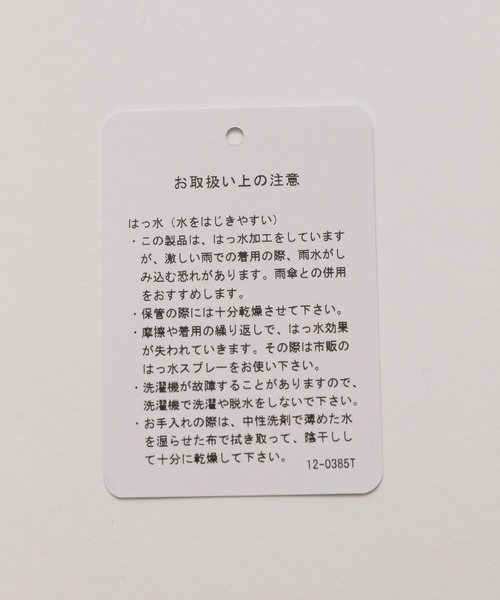 お取扱い上の注意
はっ水（水をはじきやすい）
・この製品は、はっ水加工をしています
が、激しい雨での着用の際、雨水がし
み込む恐れがあります。雨傘との併用
をおすすめします。
・保管の際には十分乾燥させて下さい。
・摩擦や着用の繰り返しで、はっ水効果
が失われていきます。その際は市販の
はっ水スプレーをお使い下さい。
・洗濯機が故障することがありますので、
洗濯機で洗濯や脱水をしないで下さい。
・お手入れの際は、中性洗剤で薄めた水
を湿らせた布で拭き取って、陰干しし
て十分に乾燥して下さい。
12-0385T